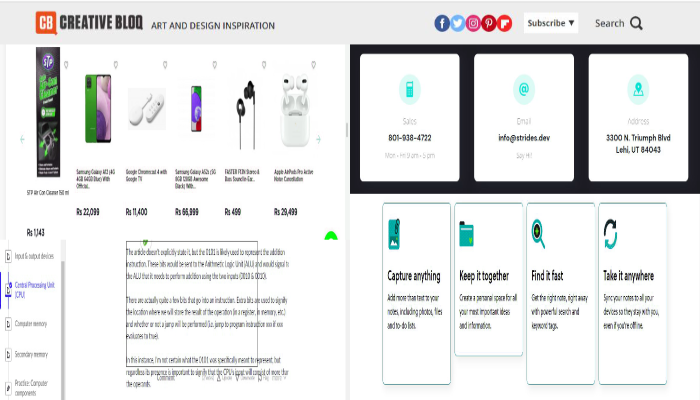 CB CREATIVE BLOQ ART AND DESIGN INSPIRATION
Subscribe ▼
Search
STP
STP Air Con Cleaner 150 ml
Rs 1,143
Samsung Galaxy A12 (4G
Rs 22,099
Google Chromecast 4 with
Google TV
Rs 11,400
Samsung Galaxy A52s (5G
8GB 128GB Awesome
Black) With...
Rs 66,999
Rs 499
Apple AirPods Pro Active
Noise Cancellation
Rs 29,499
Sales
801-938-4722
Mon - Fri 9 am - 5 pm
Email
info@strides.dev
Say Hi!
Address
3300 N. Triumph Blvd
Lehi, UT 84043
Input & output devices
Central Processing Unit
(CPU)
Computer memory
Secondary memory
Practice: Computer
components
The article doesn't explicitly state it, but the 0101 is likely used to represent the addition
instruction. These bits would be sent to the Arithmetic Logic Unit (ALU) and would signal to
the ALU that it needs to perform addition using the two inputs (0010 & 0010).
There are actually quite a few bits that go into an instruction. Extra bits are used to signify
the location where we will store the result of the operation (in a register, in memory, etc.)
and whether or not a jump will be performed (i.e. jump to program instruction xxx if xxx
evaluates to true).
In this instance, I'm not certain what the 0101 was specifically meant to represent, but
regardless its presence is important to signify that the CPU's input will consist of more than
the operands.
Comment
Capture anything
Add more than text to your
notes, including photos, files
and to-do lists.
Keep it together
Create a personal space for all
your most important ideas
and information.
Find it fast
Get the right note, right away
with powerful search and
keyword tags.
Take it anywhere
Sync your notes to all your
devices so they stay with you,
even if you're offline.